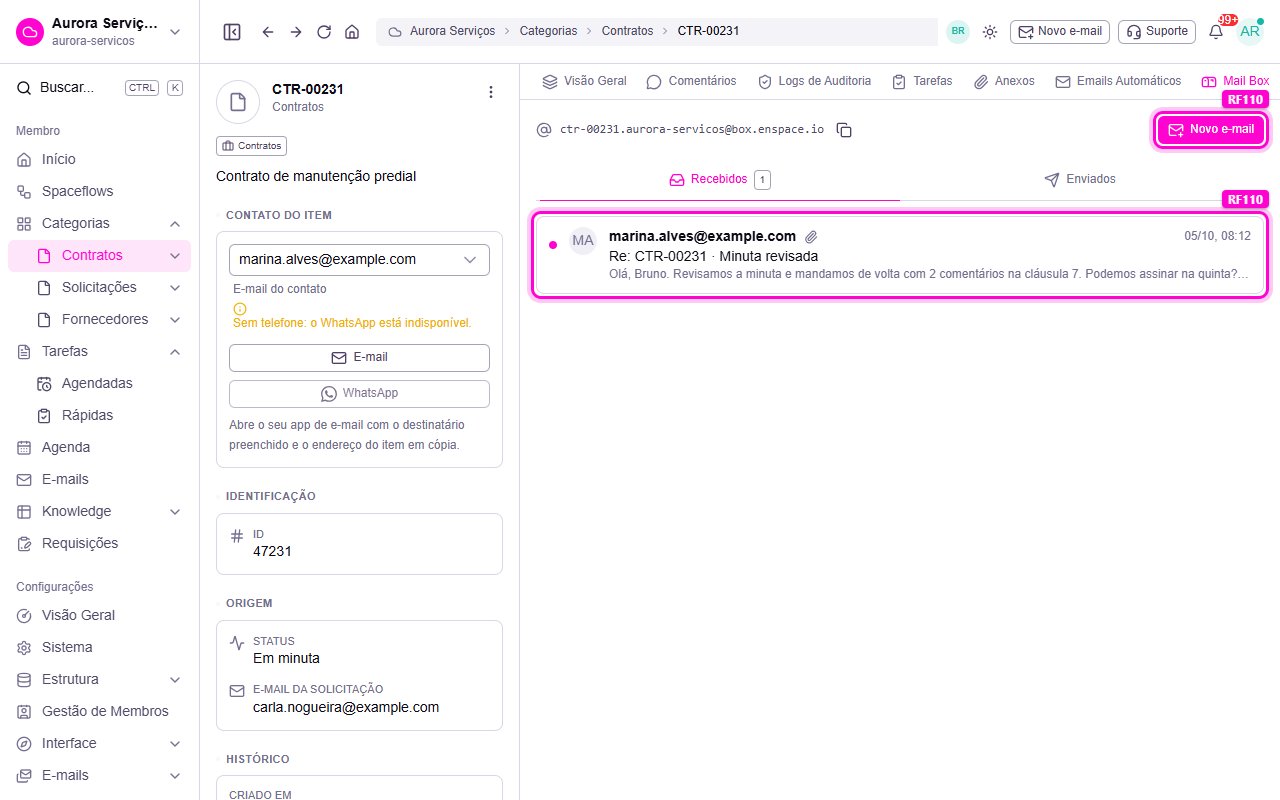 Aurora Serviç...
aurora-servicos
Aurora Serviços
Categorias
Contratos
CTR-00231
BR
Novo e-mail
Suporte
99+
AR
Buscar...
CTRL
K
Membro
Início
Spaceflows
Categorias
Contratos
Solicitações
Fornecedores
Tarefas
Agendadas
Rápidas
Agenda
E-mails
Knowledge
Requisições
Configurações
Visão Geral
Sistema
Estrutura
Gestão de Membros
Interface
E-mails
CTR-00231
Contratos
Contratos
Contrato de manutenção predial
CONTATO DO ITEM
marina.alves@example.com
E-mail do contato
Sem telefone: o WhatsApp está indisponível.
E-mail
WhatsApp
Abre o seu app de e-mail com o destinatário
preenchido e o endereço do item em cópia.
IDENTIFICAÇÃO
ID
47231
ORIGEM
STATUS
Em minuta
E-MAIL DA SOLICITAÇÃO
carla.nogueira@example.com
HISTÓRICO
CRIADO EM
Visão Geral
Comentários
Logs de Auditoria
Tarefas
Anexos
Emails Automáticos
Mail Box
RF110
ctr-00231.aurora-servicos@box.enspace.io
Novo e-mail
Recebidos 1
Enviados
RF110
MA
marina.alves@example.com
05/10, 08:12
Re: CTR-00231 · Minuta revisada
Olá, Bruno. Revisamos a minuta e mandamos de volta com 2 comentários na cláusula 7. Podemos assinar na quinta?...